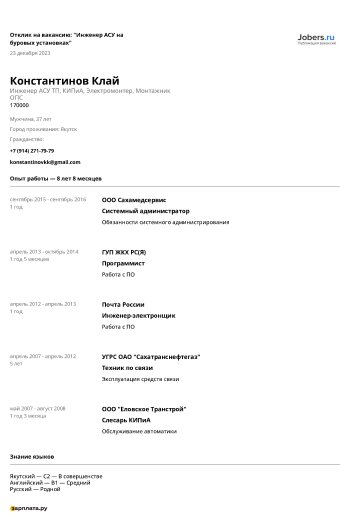 Отклик на вакансию: "Инженер АСУ на
буровых установках"
Jobers.ru
публикация вакансий
23 декабря 2023
Константинов Клай
Инженер АСУ ТП, КИПиА, Электромонтер, Монтажник
ОПС
170000
Мужчина, 37 лет
Город проживания: Якутск
Гражданство:
+7 (914) 271-79-79
konstantinovkk@gmail.com
Опыт работы — 8 лет 8 месяцев
сентябрь 2015 - сентябрь 2016
1 год
ООО Сахамедсервис
Системный администратор
Обязанности системного администрирования
апрель 2013 - октябрь 2014
1 год 5 месяцев
ГУП ЖКХ РС(Я)
Программист
Работа с ПО
апрель 2012 - апрель 2013
1 год
Почта России
Инженер-электронщик
Работа с ПО
апрель 2007 - апрель 2012
5 лет
УГРС ОАО "Сахатранснефтегаз"
Техник по связи
Эксплуатация средств связи
май 2007 - август 2008
1 год 3 месяца
ООО "Еловское Транстрой"
Слесарь КИПиА
Обслуживание автоматики
Знание языков
Якутский — C2 — В совершенстве
Английский — B1 — Средний
Русский — Родной
зарплата.ру